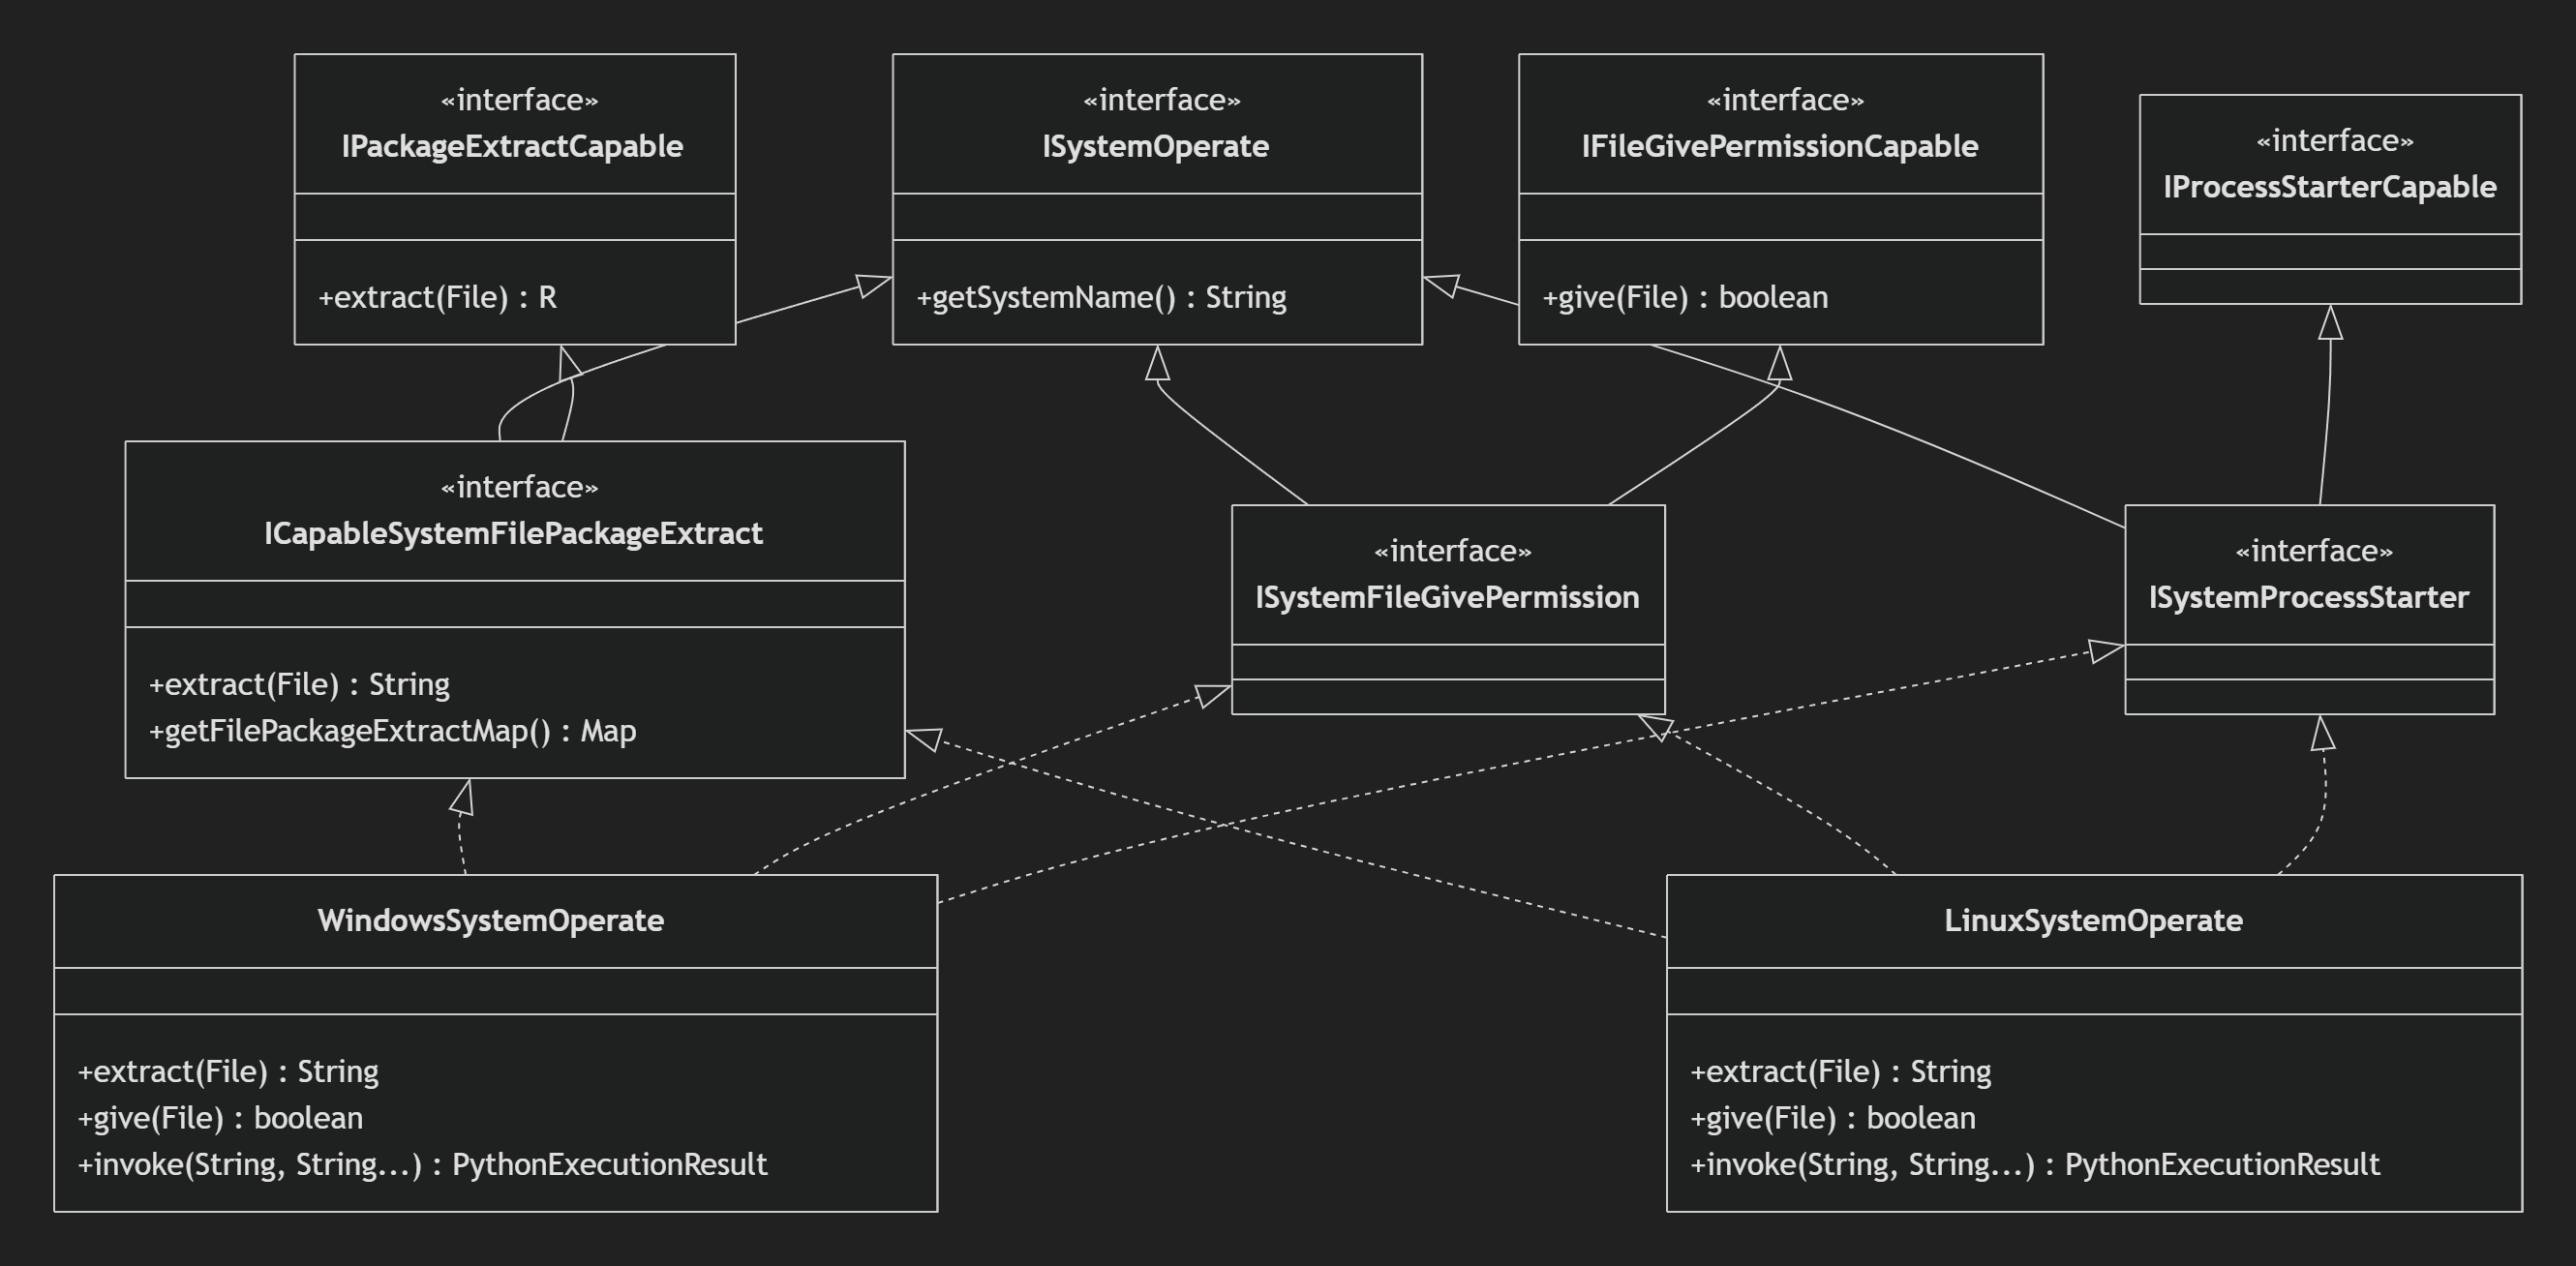 «interface»
IPackageExtractCapable
+extract(File) : R
«interface»
ISystemOperate
+getSystemName() : String
«interface»
IFileGivePermissionCapable
+give(File) : boolean
«interface»
IProcessStarterCapable
«interface»
ICapableSystemFilePackageExtract
+extract(File) : String
+getFilePackageExtractMap() : Map
«interface»
ISystemFileGivePermission
«interface»
ISystemProcessStarter
WindowsSystemOperate
+extract(File) : String
+give(File) : boolean
+invoke(String, String...) : PythonExecutionResult
LinuxSystemOperate
+extract(File) : String
+give(File) : boolean
+invoke(String, String...) : PythonExecutionResult